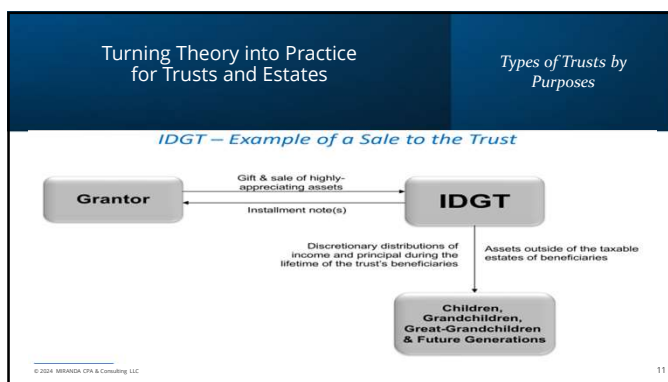 Turning Theory into Practice
for Trusts and Estates
Types of Trusts by
Purposes
IDGT – Example of a Sale to the Trust
Grantor
Gift & sale of highly-
appreciating assets
Installment note(s)
IDGT
Discretionary distributions of
income and principal during the
lifetime of the trust's beneficiaries
Assets outside of the taxable
estates of beneficiaries
Children,
Grandchildren,
Great-Grandchildren
& Future Generations
© 2024 MIRANDA CPA & Consulting LLC
11